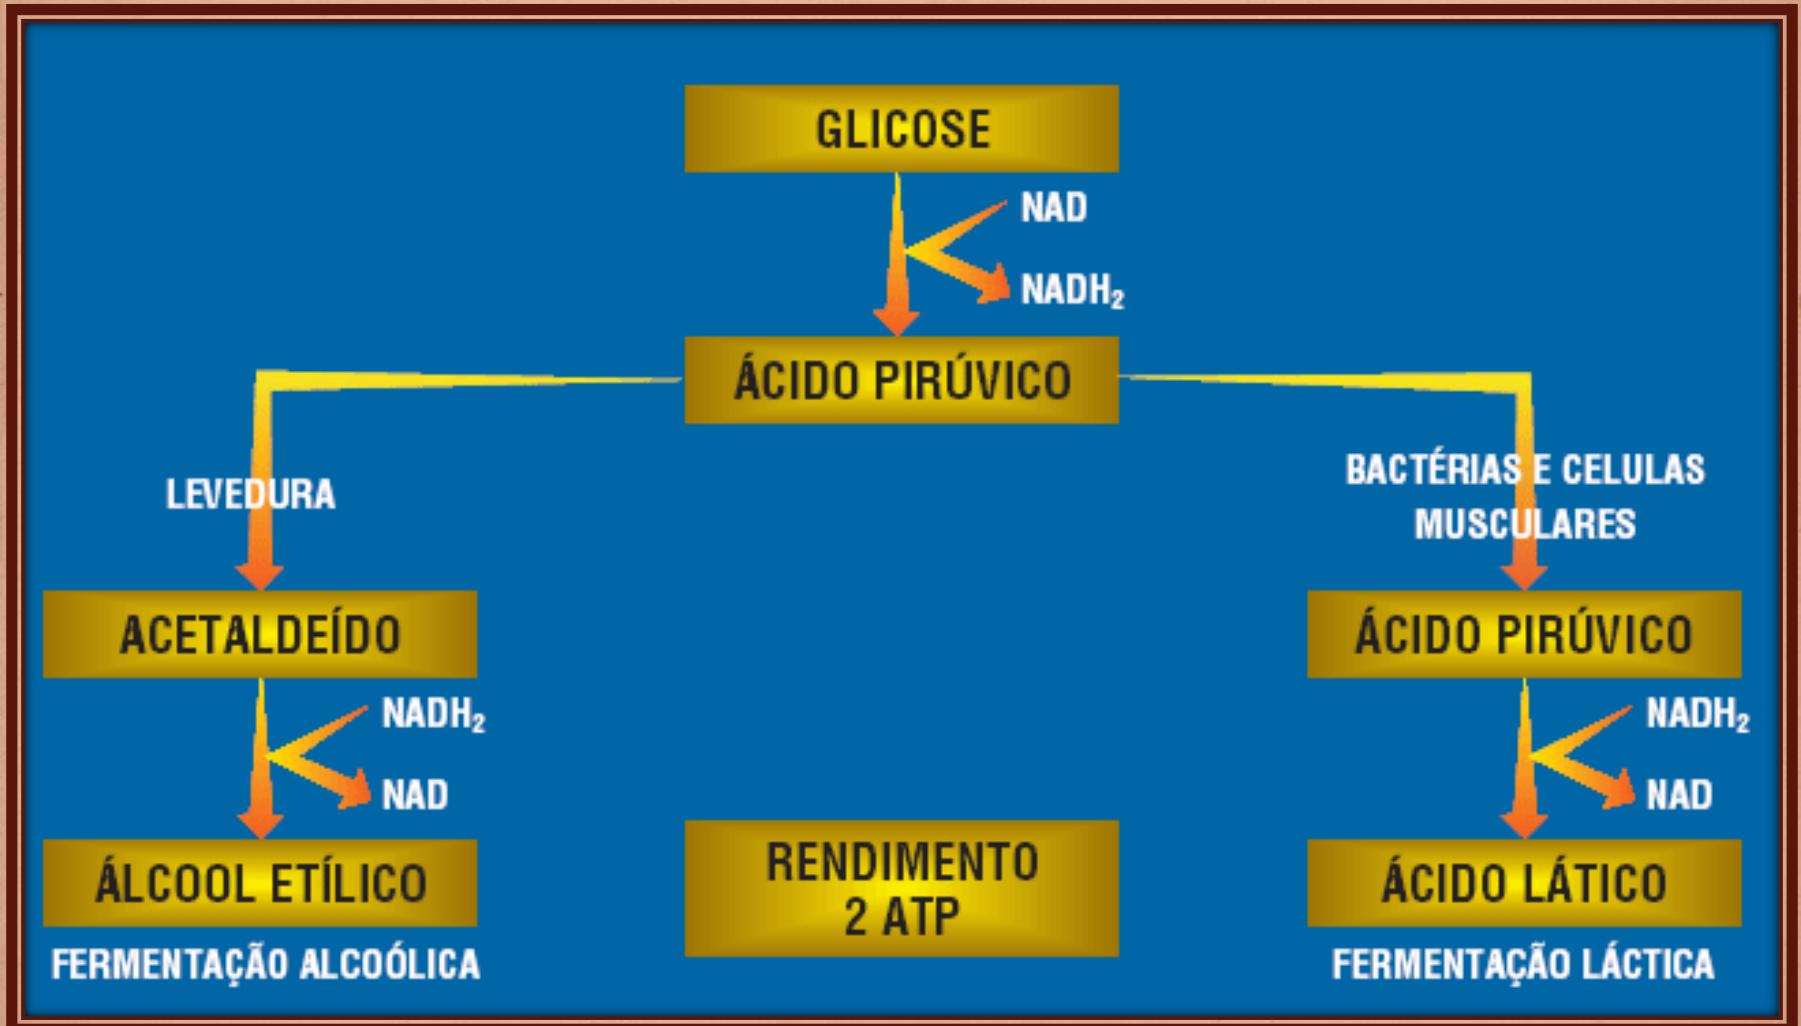 GLICOSE
NAD
NADH₂
ÁCIDO PIRÚVICO
LEVEDURA
BACTÉRIAS E CELULAS
MUSCULARES
ACETALDEÍDO
ÁCIDO PIRÚVICO
NADH₂
NAD
NADH₂
NAD
ÁLCOOL ETÍLICO
RENDIMENTO
2 ATP
ÁCIDO LÁTICO
FERMENTAÇÃO ALCOÓLICA
FERMENTAÇÃO LÁCTICA